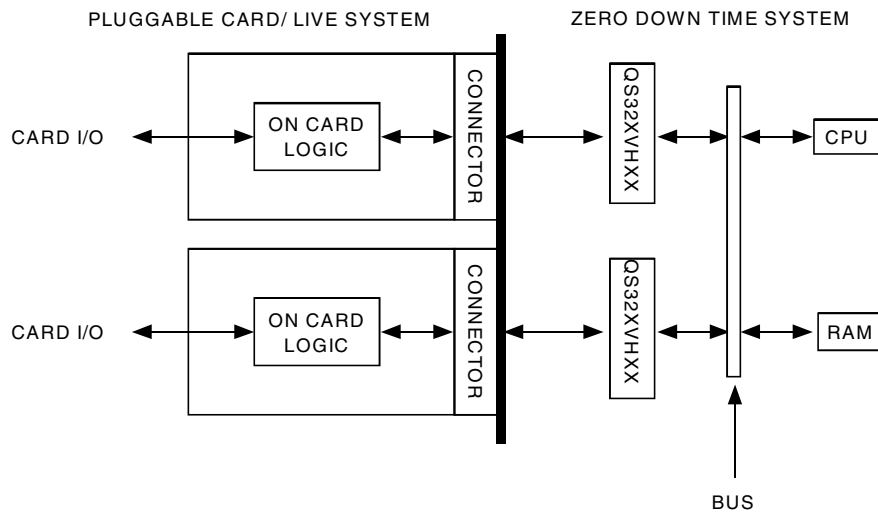 PLUGGABLE CARD/ LIVE SYSTEM
ZERO DOWN TIME SYSTEM
CARD I/O
ON CARD
LOGIC
CONNECTOR
QS32XVHXX
CPU
CARD I/O
ON CARD
LOGIC
CONNECTOR
QS32XVHXX
RAM
BUS